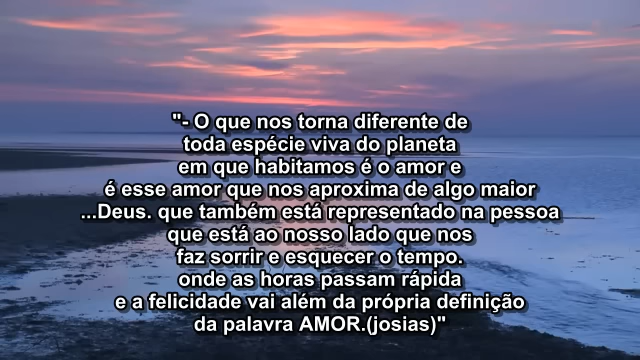 "- O que nos torna diferente de
toda espécie viva do planeta
em que habitamos é o amor e
é esse amor que nos aproxima de algo maior
...Deus. que também está representado na pessoa
que está ao nosso lado que nos
faz sorrir e esquecer o tempo.
onde as horas passam rápida
e a felicidade vai além da própria definição
da palavra AMOR.(josias)"